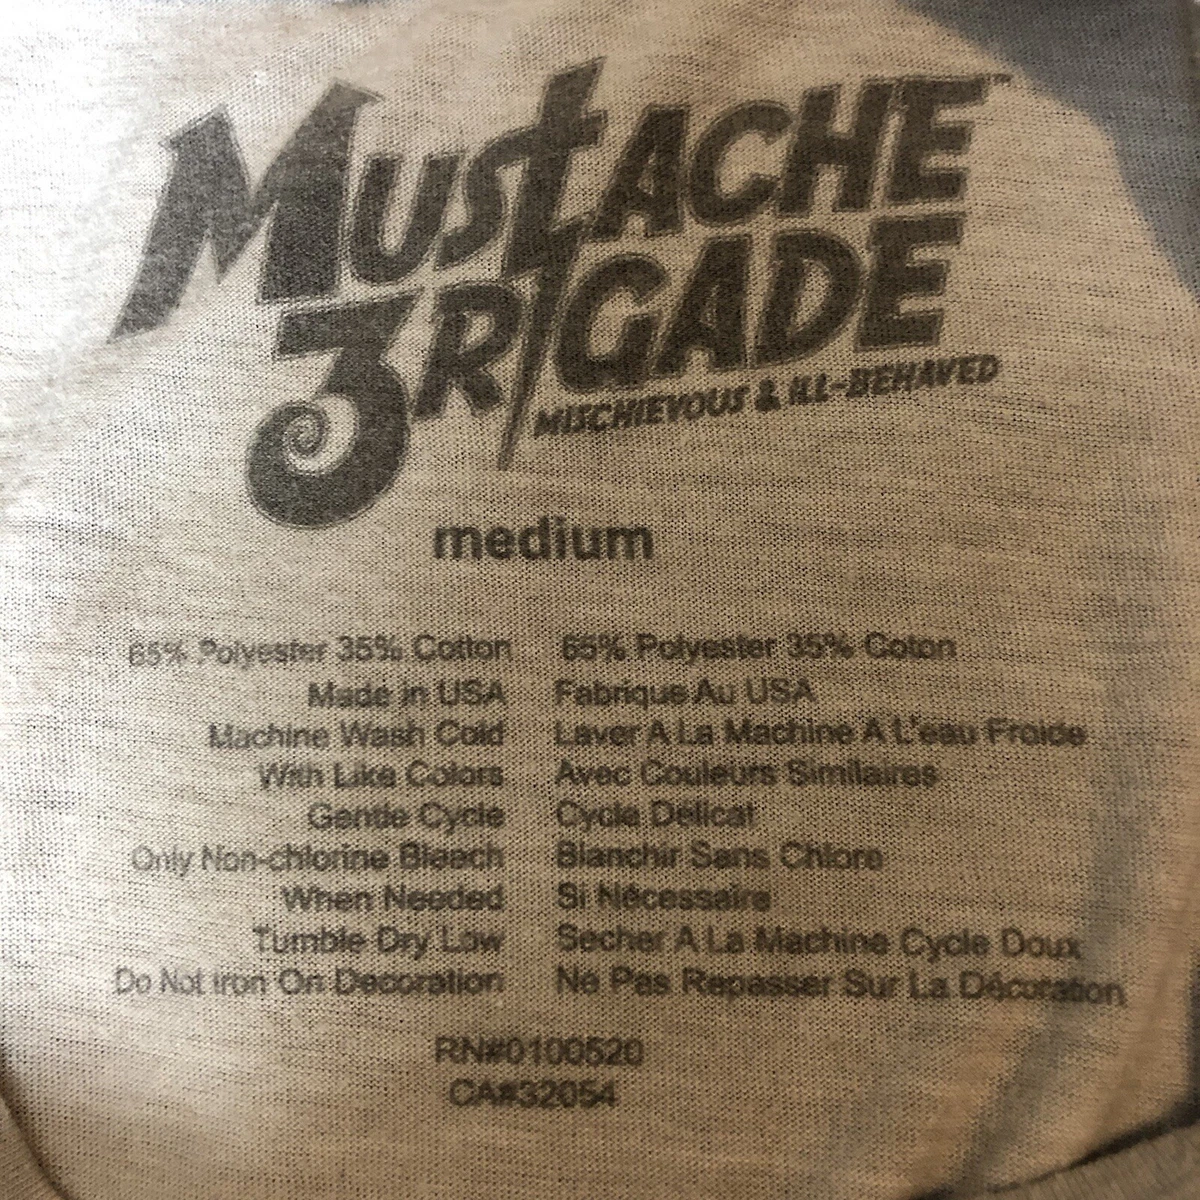 MUSTACHE™
BRIGADE
MISCHIEVOUS & ILL-BEHAVED
medium
65% Polyester 35% Cotton
Made in USA
Machine Wash Cold
With Like Colors
Gentle Cycle
Only Non-chlorine Bleach
When Needed
Tumble Dry Low
Do Not Iron On Decoration
65% Polyester 35% Coton
Fabrique Au USA
Laver A La Machine A L'eau Froide
Avec Couleurs Similaires
Cycle Delicat
Blanchir Sans Chlore
Si Nécessaire
Secher A La Machine Cycle Doux
Ne Pas Repasser Sur La Décoration
RN#0100520
CA#32054